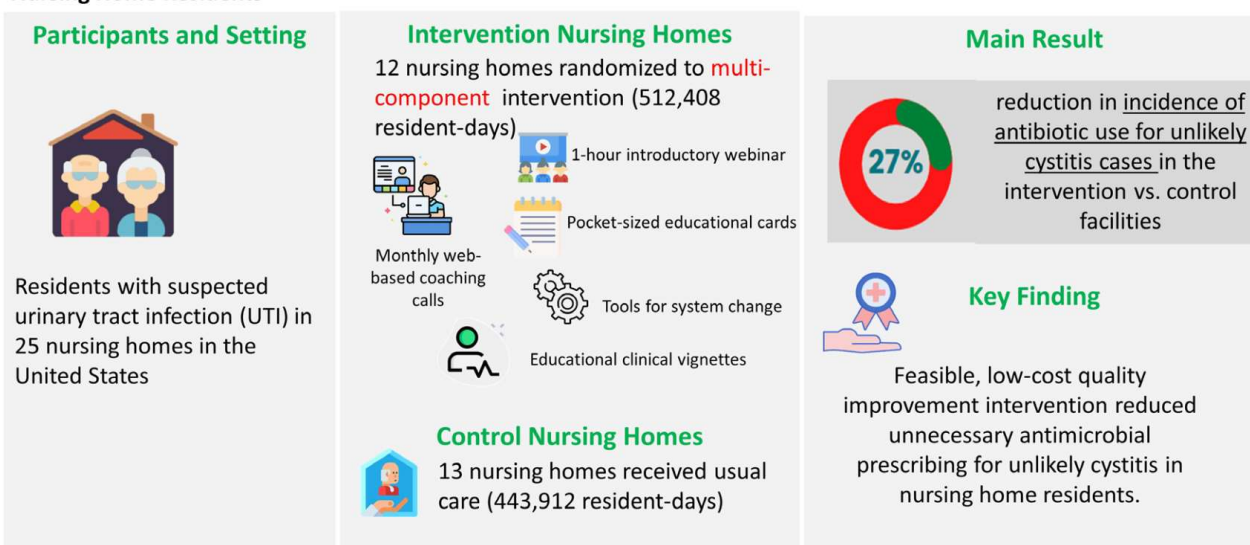 Participants and Setting
Residents with suspected
urinary tract infection (UTI) in
25 nursing homes in the
United States
Intervention Nursing Homes
12 nursing homes randomized to multi-
component intervention (512,408
resident-days)
1-hour introductory webinar
Pocket-sized educational cards
Monthly web-
based coaching
calls
Tools for system change
Educational clinical vignettes
Control Nursing Homes
13 nursing homes received usual
care (443,912 resident-days)
Main Result
27%
reduction in incidence of
antibiotic use for unlikely
cystitis cases in the
intervention vs. control
facilities
Key Finding
Feasible, low-cost quality
improvement intervention reduced
unnecessary antimicrobial
prescribing for unlikely cystitis in
nursing home residents.